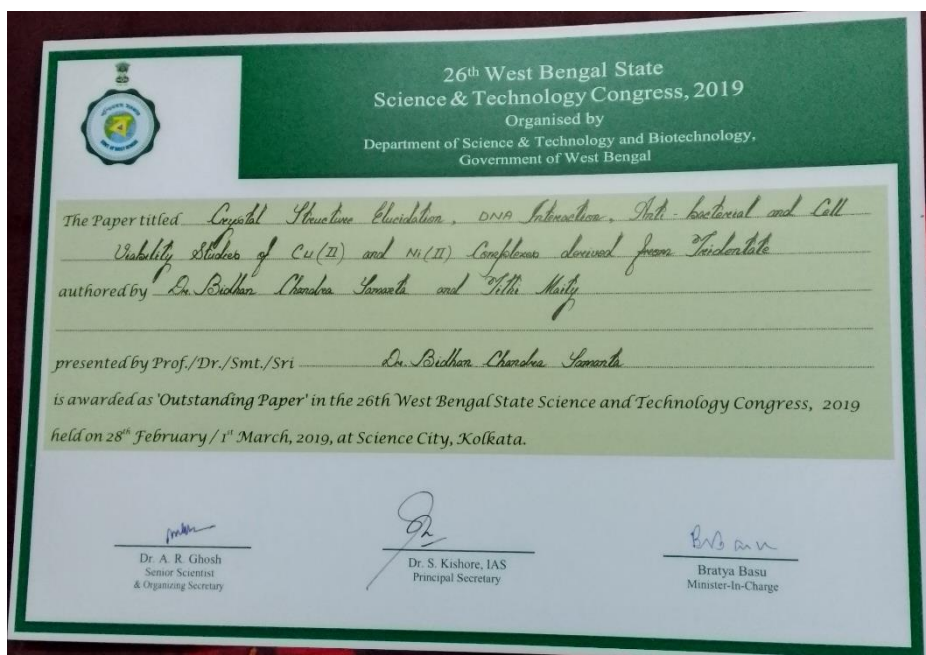 26th West Bengal State
Science & Technology Congress, 2019
Organised by
Department of Science & Technology and Biotechnology,
Government of West Bengal
The Paper titled Crystal Structure Elucidation, DNA Interaction, Anti-bacterial and Cell
Viability Studies of Cu(II) and Ni(II) Complexes derived from Tridentate
authored by Dr. Bidhan Chandra Samanta and Tithi Maity
presented by Prof./Dr./Smt./Sri Dr. Bidhan Chandra Samanta
is awarded as 'Outstanding Paper' in the 26th West Bengal State Science and Technology Congress, 2019
held on 28th February / 1st March, 2019, at Science City, Kolkata.
Dr. A. R. Ghosh
Senior Scientist
& Organizing Secretary
Dr. S. Kishore, IAS
Principal Secretary
Bratya Basu
Minister-In-Charge